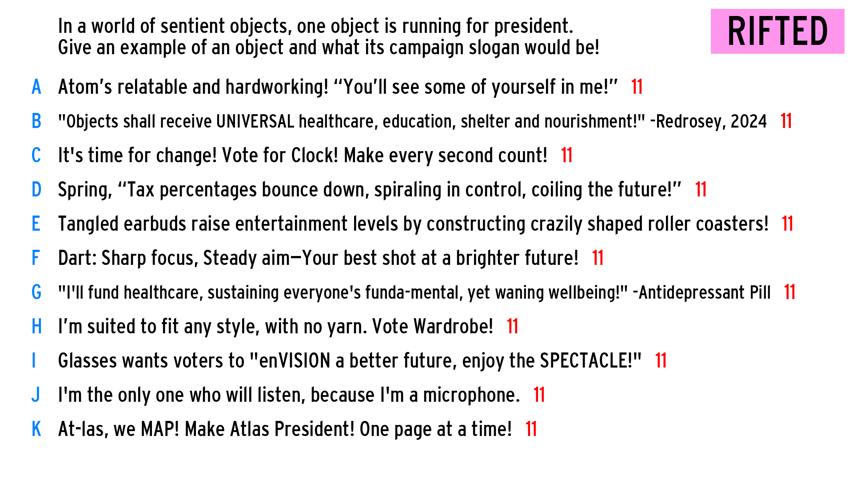 In a world of sentient objects, one object is running for president.
Give an example of an object and what its campaign slogan would be!
RIFTED
A Atom's relatable and hardworking! “You'll see some of yourself in me!” 11
B "Objects shall receive UNIVERSAL healthcare, education, shelter and nourishment!" -Redrosey, 2024 11
C It's time for change! Vote for Clock! Make every second count! 11
D Spring, “Tax percentages bounce down, spiraling in control, coiling the future!” 11
E Tangled earbuds raise entertainment levels by constructing crazily shaped roller coasters! 11
F Dart: Sharp focus, Steady aim—Your best shot at a brighter future! 11
G "I'll fund healthcare, sustaining everyone's funda-mental, yet waning wellbeing!" -Antidepressant Pill 11
H I'm suited to fit any style, with no yarn. Vote Wardrobe! 11
I Glasses wants voters to "enVISION a better future, enjoy the SPECTACLE!" 11
J I'm the only one who will listen, because I'm a microphone. 11
K At-las, we MAP! Make Atlas President! One page at a time! 11